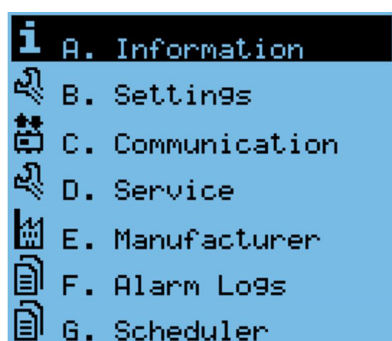 A. Information
B. Settings
C. Communication
D. Service
E. Manufacturer
F. Alarm Logs
G. Scheduler